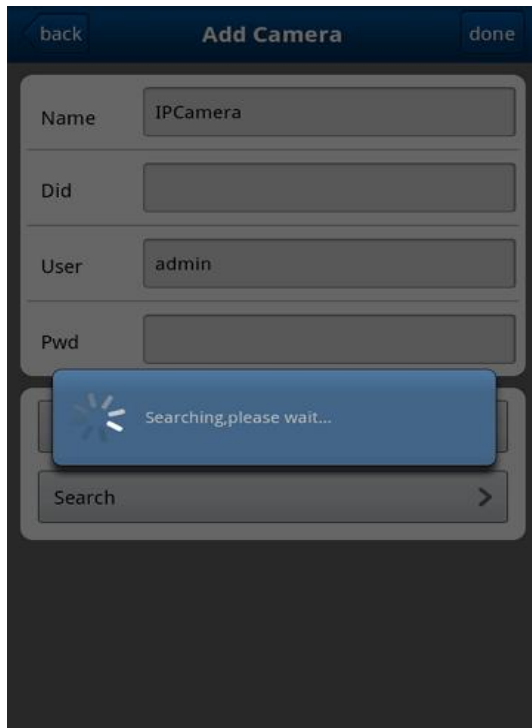 back Add Camera done
Name IPCamera
Did
User admin
Pwd
Searching,please wait...
Search